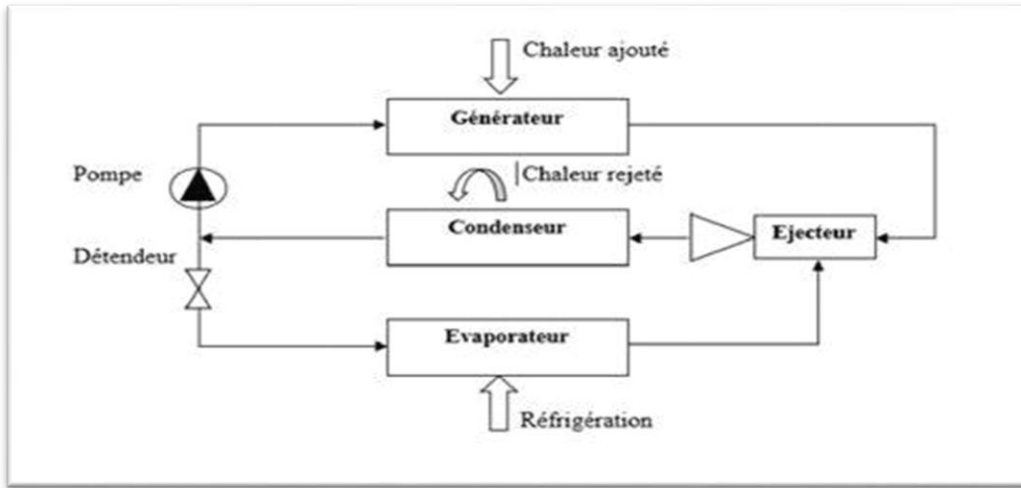 Chaleur ajouté
Générateur
Pompe
Chaleur rejeté
Condenseur
Ejecteur
Détendeur
Evaporateur
Réfrigération